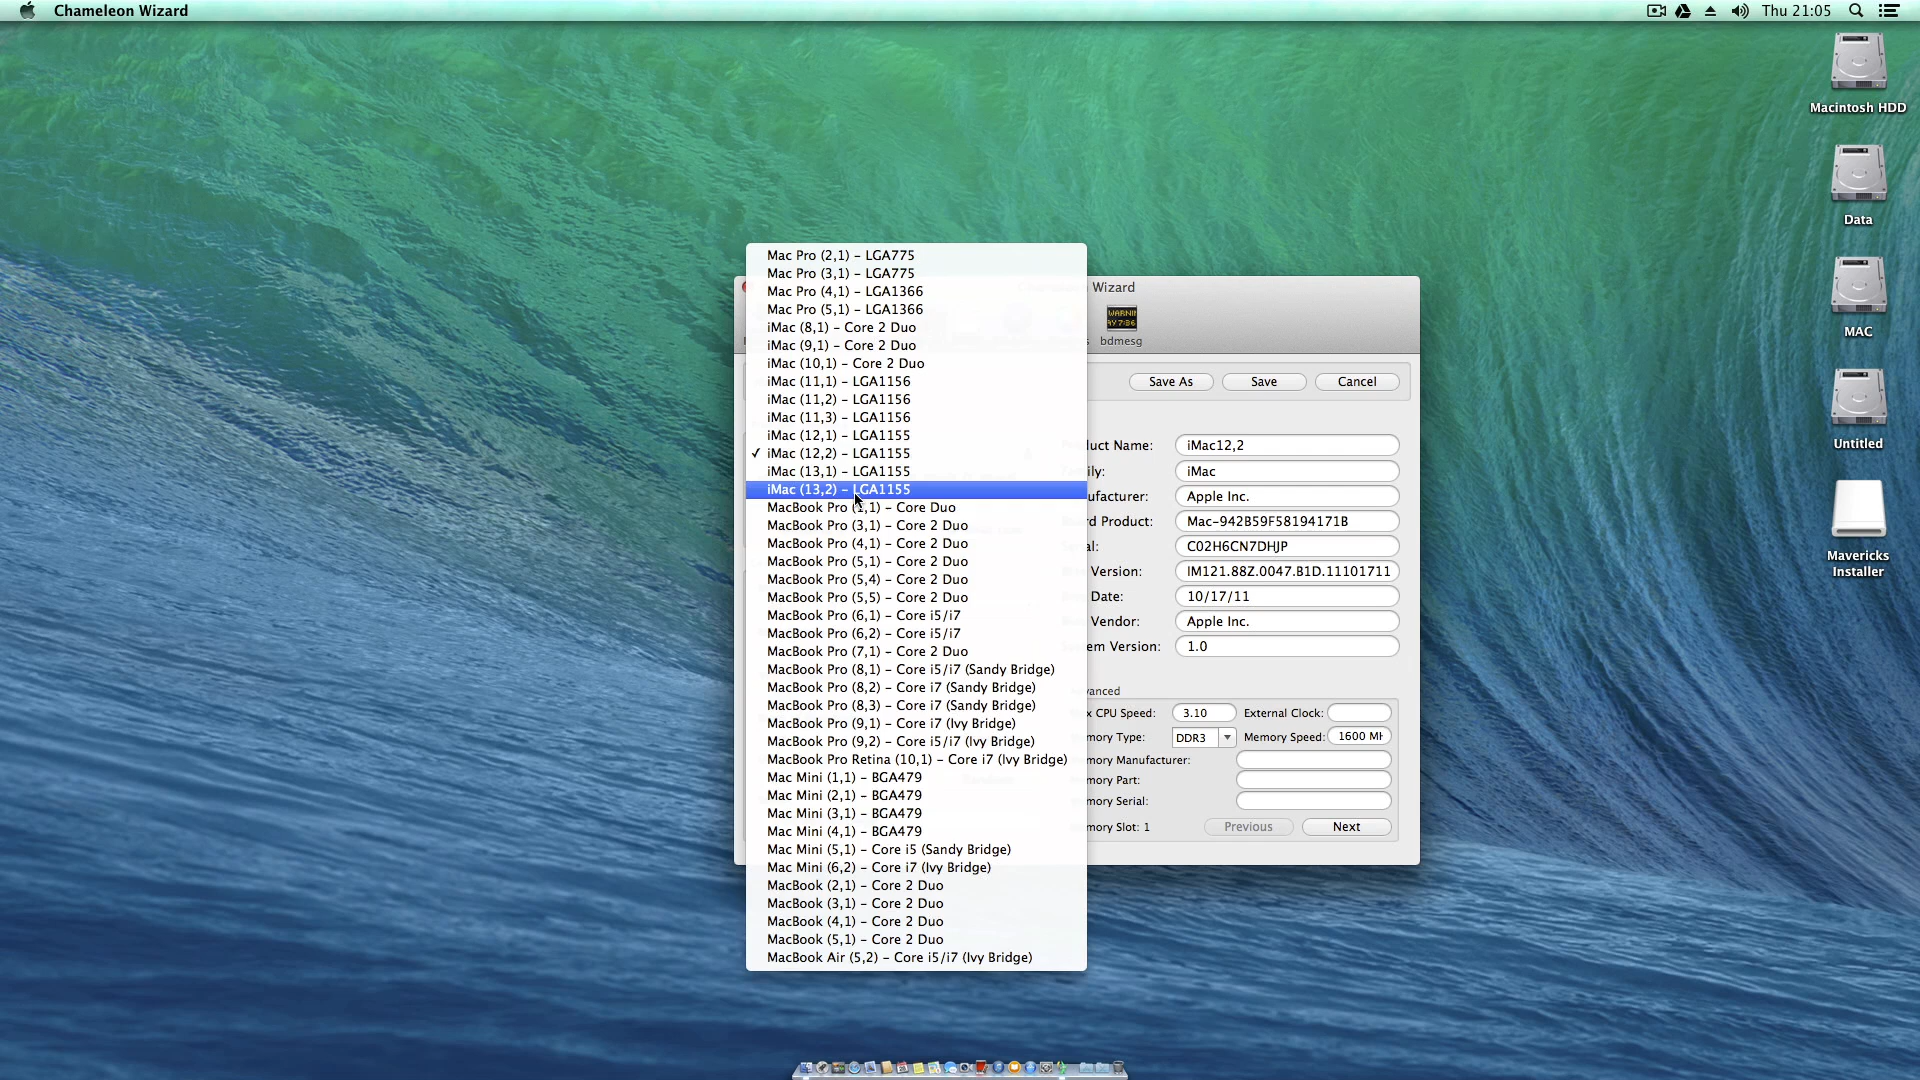 Chameleon Wizard
Thu 21:05
Macintosh HDD
Data
MAC
Untitled
Mavericks
Installer
Mac Pro (2,1) – LGA775
Mac Pro (3,1) – LGA775
Mac Pro (4,1) – LGA1366
Mac Pro (5,1) – LGA1366
iMac (8,1) – Core 2 Duo
iMac (9,1) – Core 2 Duo
iMac (10,1) – Core 2 Duo
iMac (11,1) – LGA1156
iMac (11,2) – LGA1156
iMac (11,3) – LGA1156
iMac (12,1) – LGA1155
✓ iMac (12,2) – LGA1155
iMac (13,1) – LGA1155
iMac (13,2) – LGA1155
MacBook Pro (1,1) – Core Duo
MacBook Pro (3,1) – Core 2 Duo
MacBook Pro (4,1) – Core 2 Duo
MacBook Pro (5,1) – Core 2 Duo
MacBook Pro (5,4) – Core 2 Duo
MacBook Pro (5,5) – Core 2 Duo
MacBook Pro (6,1) – Core i5/i7
MacBook Pro (6,2) – Core i5/i7
MacBook Pro (7,1) – Core 2 Duo
MacBook Pro (8,1) – Core i5/i7 (Sandy Bridge)
MacBook Pro (8,2) – Core i7 (Sandy Bridge)
MacBook Pro (8,3) – Core i7 (Sandy Bridge)
MacBook Pro (9,1) – Core i7 (Ivy Bridge)
MacBook Pro (9,2) – Core i5/i7 (Ivy Bridge)
MacBook Pro Retina (10,1) – Core i7 (Ivy Bridge)
Mac Mini (1,1) – BGA479
Mac Mini (2,1) – BGA479
Mac Mini (3,1) – BGA479
Mac Mini (4,1) – BGA479
Mac Mini (5,1) – Core i5 (Sandy Bridge)
Mac Mini (6,2) – Core i7 (Ivy Bridge)
MacBook (2,1) – Core 2 Duo
MacBook (3,1) – Core 2 Duo
MacBook (4,1) – Core 2 Duo
MacBook (5,1) – Core 2 Duo
MacBook Air (5,2) – Core i5/i7 (Ivy Bridge)
Wizard
WARNIN
AY7:86
bdmesg
Save As Save Cancel
duct Name: iMac12,2
ily: iMac
ufacturer: Apple Inc.
d Product: Mac-942B59F58194171B
al: C02H6CN7DHJP
Version: IM121.88Z.0047.B1D.11101711
Date: 10/17/11
Vendor: Apple Inc.
em Version: 1.0
vanced
x CPU Speed: 3.10 External Clock:
mory Type: DDR3 Memory Speed: 1600 MH
mory Manufacturer:
mory Part:
mory Serial:
mory Slot: 1 Previous Next